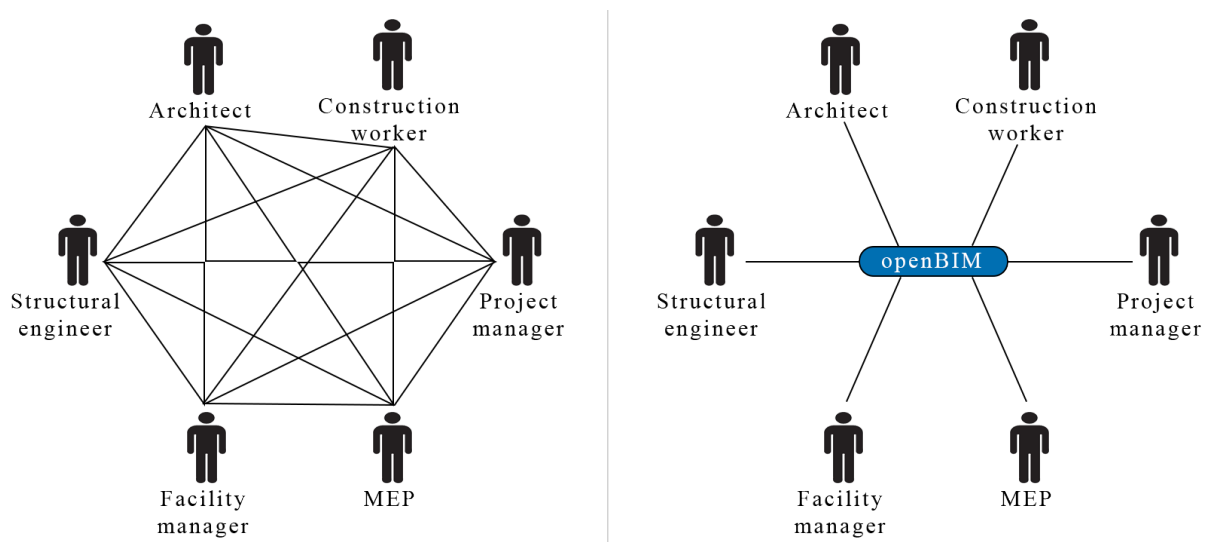 Architect
Construction
worker
Structural
engineer
Project
manager
Facility
manager
MEP
Architect
Construction
worker
Structural
engineer
openBIM
Project
manager
Facility
manager
MEP